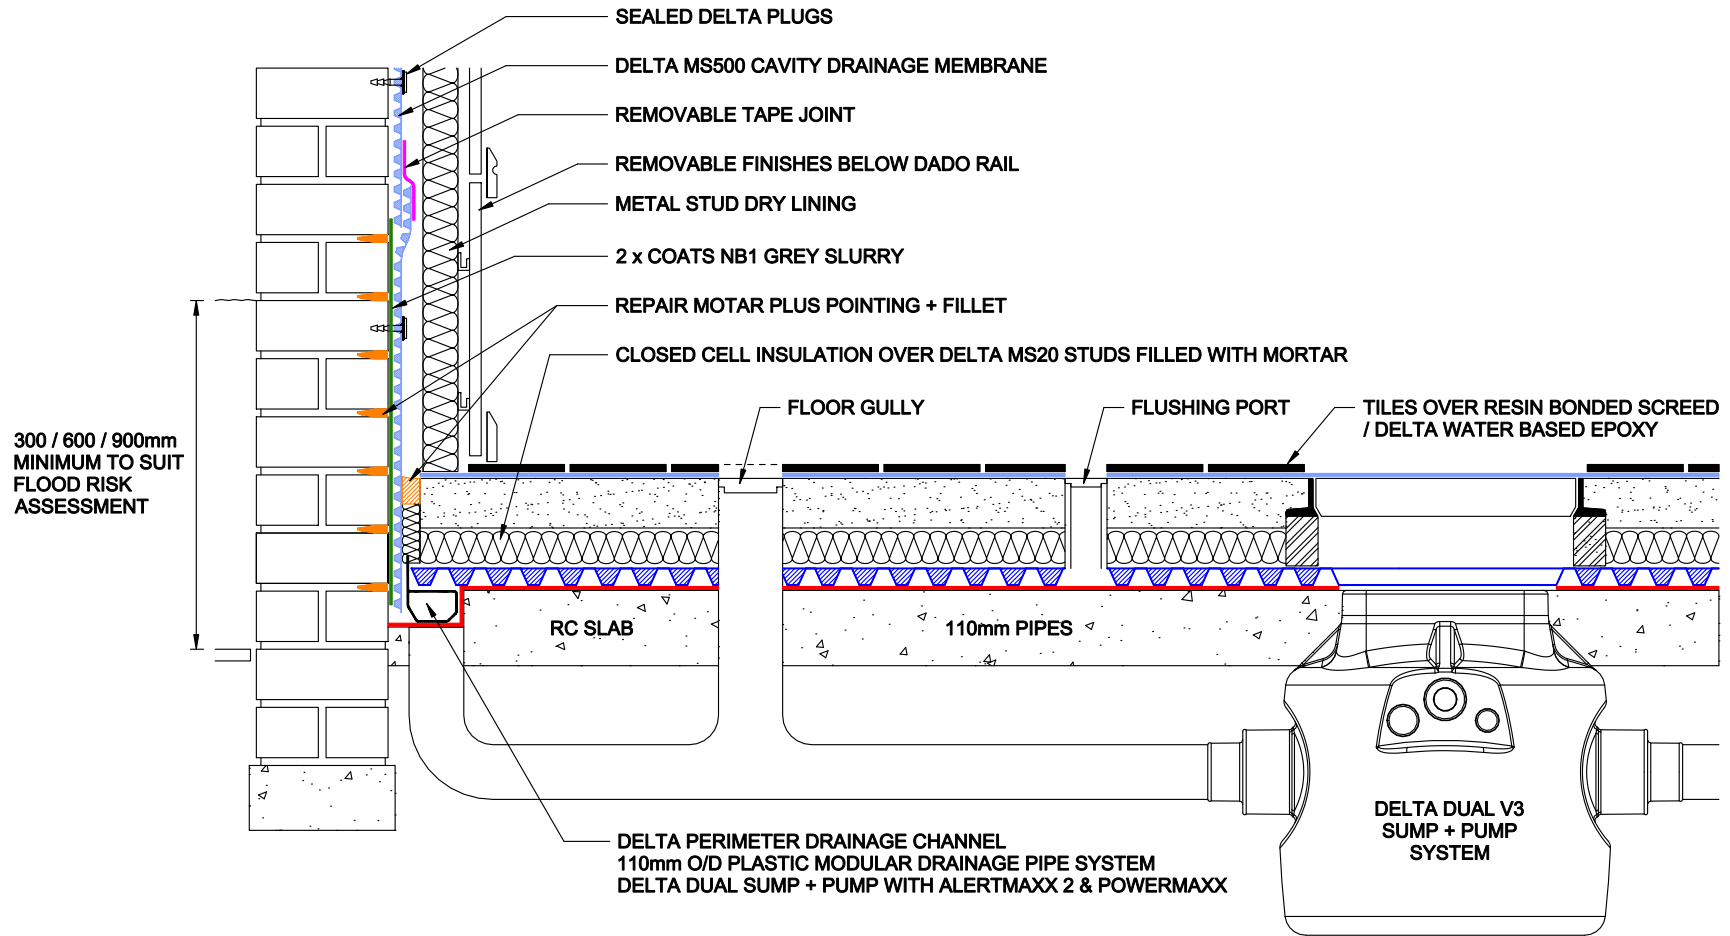 SEALED DELTA PLUGS
DELTA MS500 CAVITY DRAINAGE MEMBRANE
REMOVABLE TAPE JOINT
REMOVABLE FINISHES BELOW DADO RAIL
METAL STUD DRY LINING
2 x COATS NB1 GREY SLURRY
REPAIR MOTAR PLUS POINTING + FILLET
CLOSED CELL INSULATION OVER DELTA MS20 STUDS FILLED WITH MORTAR
FLOOR GULLY
FLUSHING PORT
TILES OVER RESIN BONDED SCREED
/ DELTA WATER BASED EPOXY
300 / 600 / 900mm
MINIMUM TO SUIT
FLOOD RISK
ASSESSMENT
RC SLAB
110mm PIPES
DELTA DUAL V3
SUMP + PUMP
SYSTEM
DELTA PERIMETER DRAINAGE CHANNEL
110mm O/D PLASTIC MODULAR DRAINAGE PIPE SYSTEM
DELTA DUAL SUMP + PUMP WITH ALERTMAXX 2 & POWERMAXX